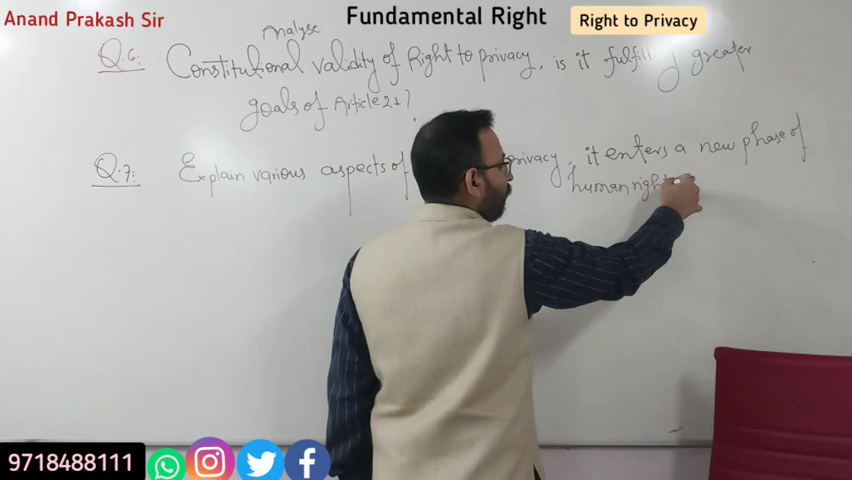 Anand Prakash Sir
Fundamental Right
Right to Privacy
Analyse
Q.6 Constitutional validity of Right to privacy, is it fulfill
greater
goals of Article 21?
Q.7. Explain various aspects of privacy, it enters a new phase of
human right
9718488111